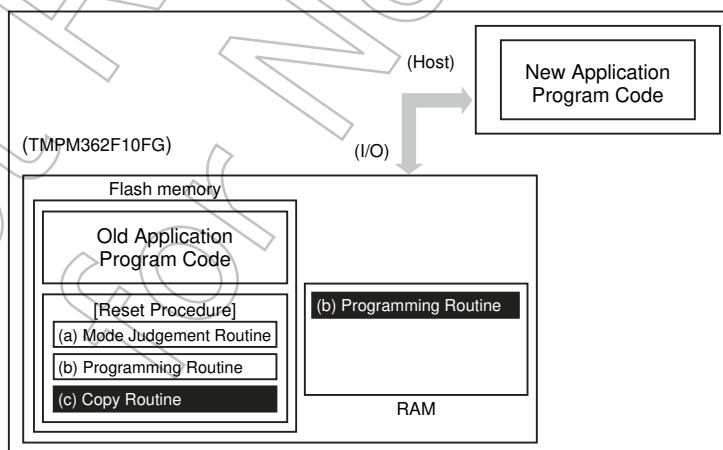 (Host)
New Application
Program Code
(TMPM362F10FG)
(I/O)
Flash memory
Old Application
Program Code
[Reset Procedure]
(a) Mode Judgement Routine
(b) Programming Routine
(c) Copy Routine
(b) Programming Routine
RAM